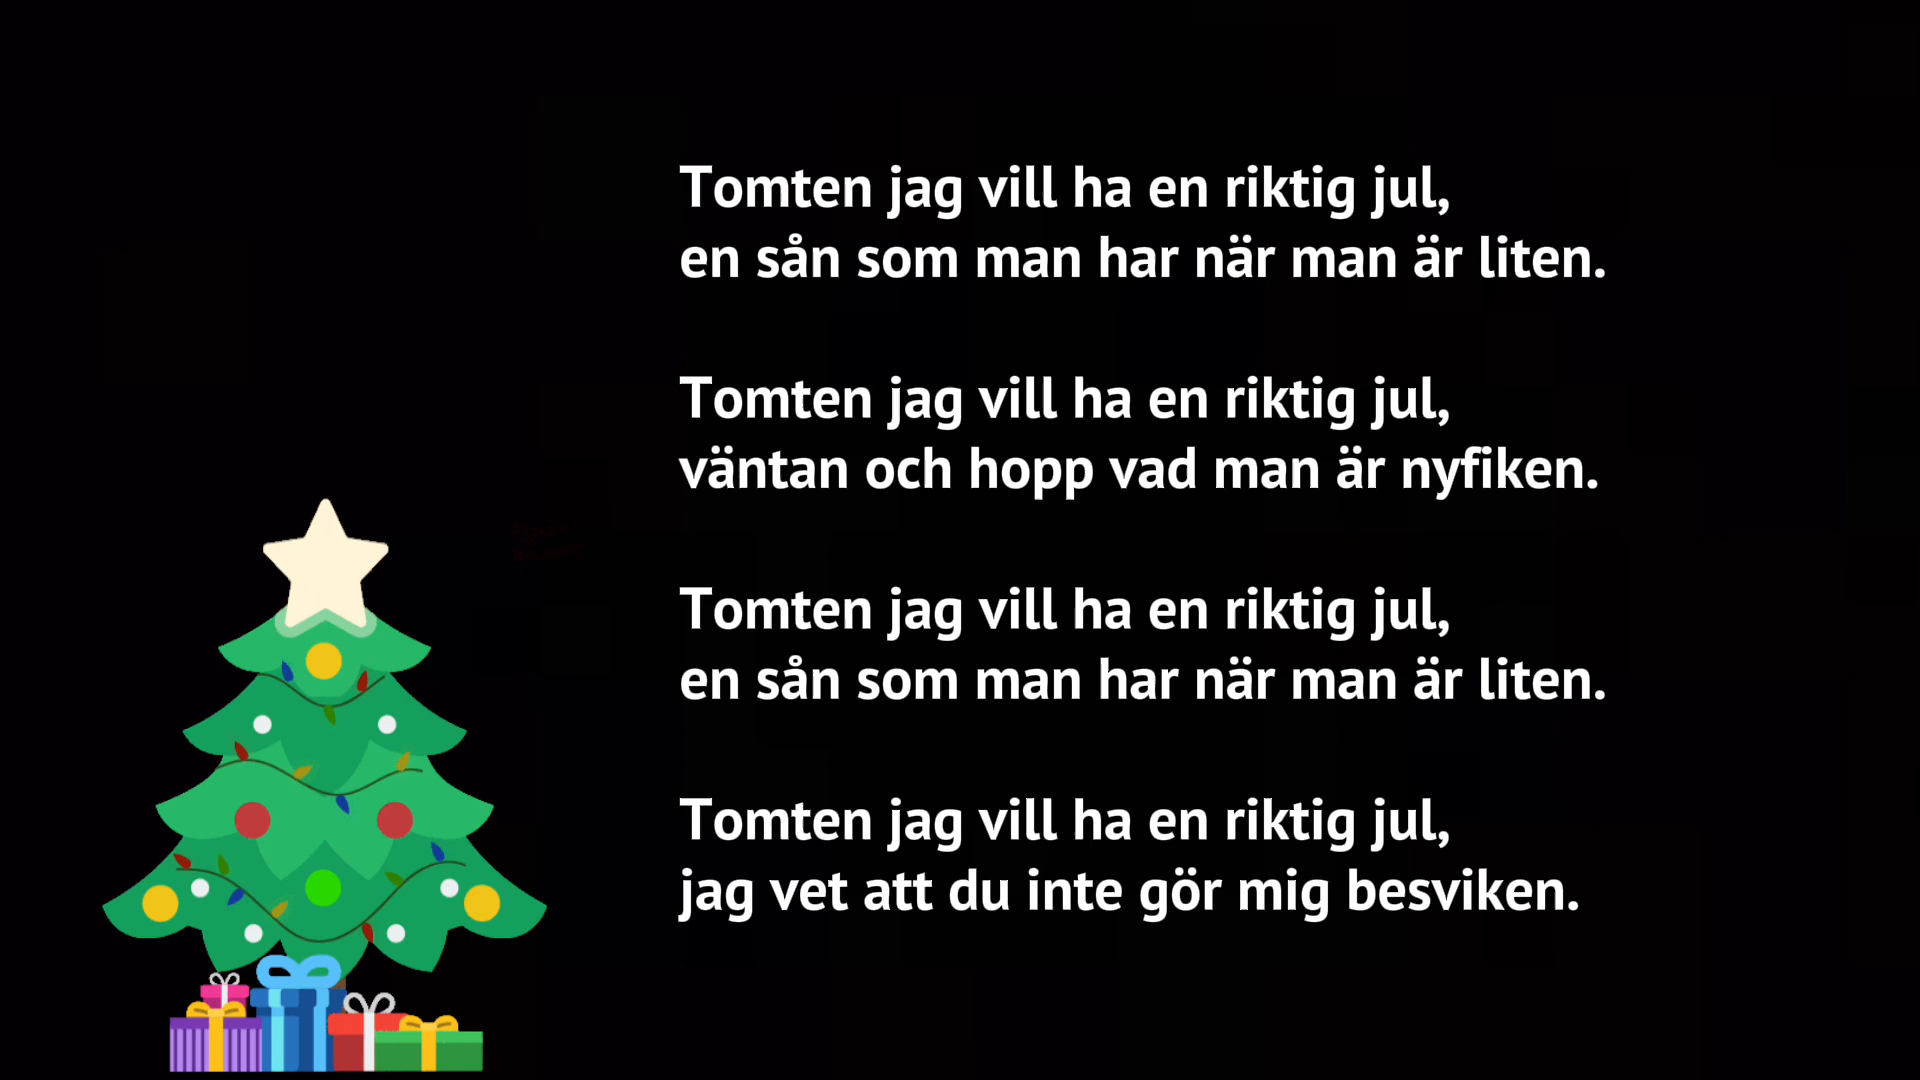 Tomten jag vill ha en riktig jul,
en sån som man har när man är liten.
Tomten jag vill ha en riktig jul,
väntan och hopp vad man är nyfiken.
Tomten jag vill ha en riktig jul,
en sån som man har när man är liten.
Tomten jag vill ha en riktig jul,
jag vet att du inte gör mig besviken.